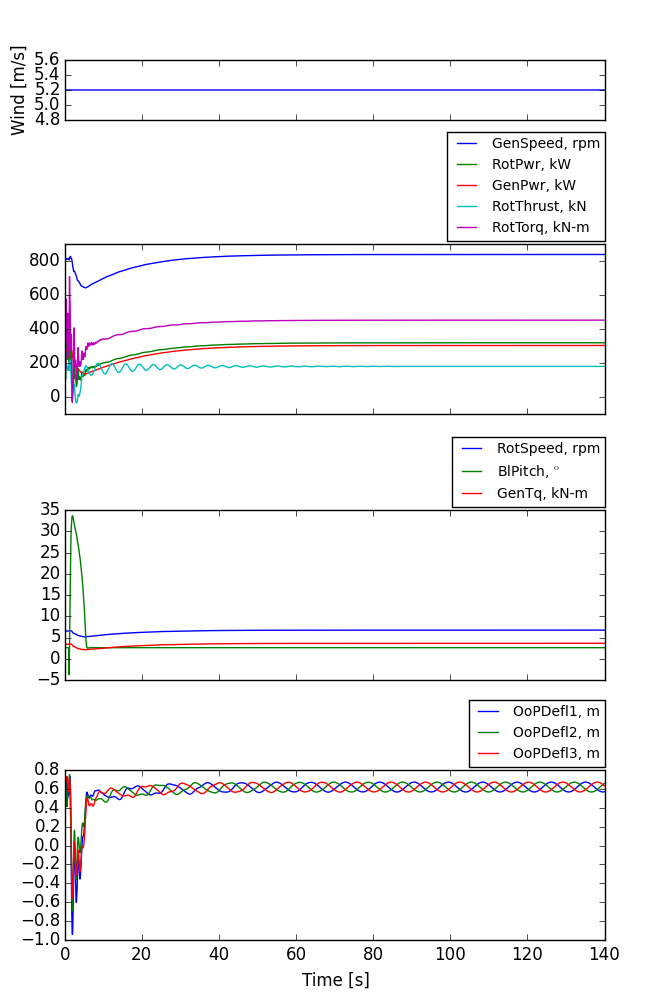 Wind [m/s]
5.6
5.4
5.2
5.0
4.8
GenSpeed, rpm
RotPwr, kW
GenPwr, kW
RotThrust, kN
RotTorq, kN-m
800
600
400
200
0
RotSpeed, rpm
BlPitch, °
GenTq, kN-m
35
30
25
20
15
10
5
0
−5
OoPDefl1, m
OoPDefl2, m
OoPDefl3, m
0.8
0.6
0.4
0.2
0.0
−0.2
−0.4
−0.6
−0.8
−1.0
0 20 40 60 80 100 120 140
Time [s]